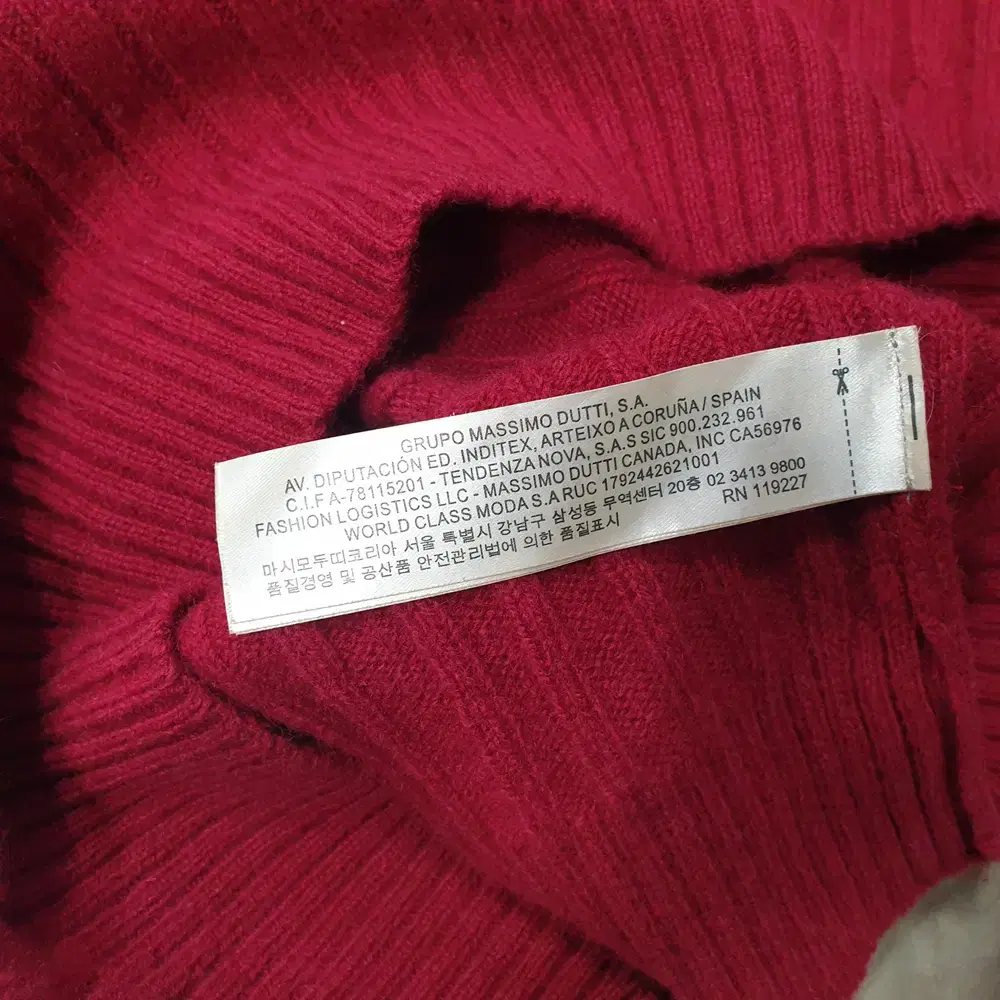 GRUPO MASSIMO DUTTI, S.A.
AV. DIPUTACIÓN ED. INDITEX, ARTEIXO A CORUÑA / SPAIN
C.I.F A-78115201 - TENDENZA NOVA, S.A.S SIC 900.232.961
FASHION LOGISTICS LLC - MASSIMO DUTTI CANADA, INC CA56976
WORLD CLASS MODA S.A RUC 1792442621001
마시모두띠코리아 서울 특별시 강남구 삼성동 무역센터 20층 02 3413 9800
품질경영 및 공산품 안전관리법에 의한 품질표시
RN 119227